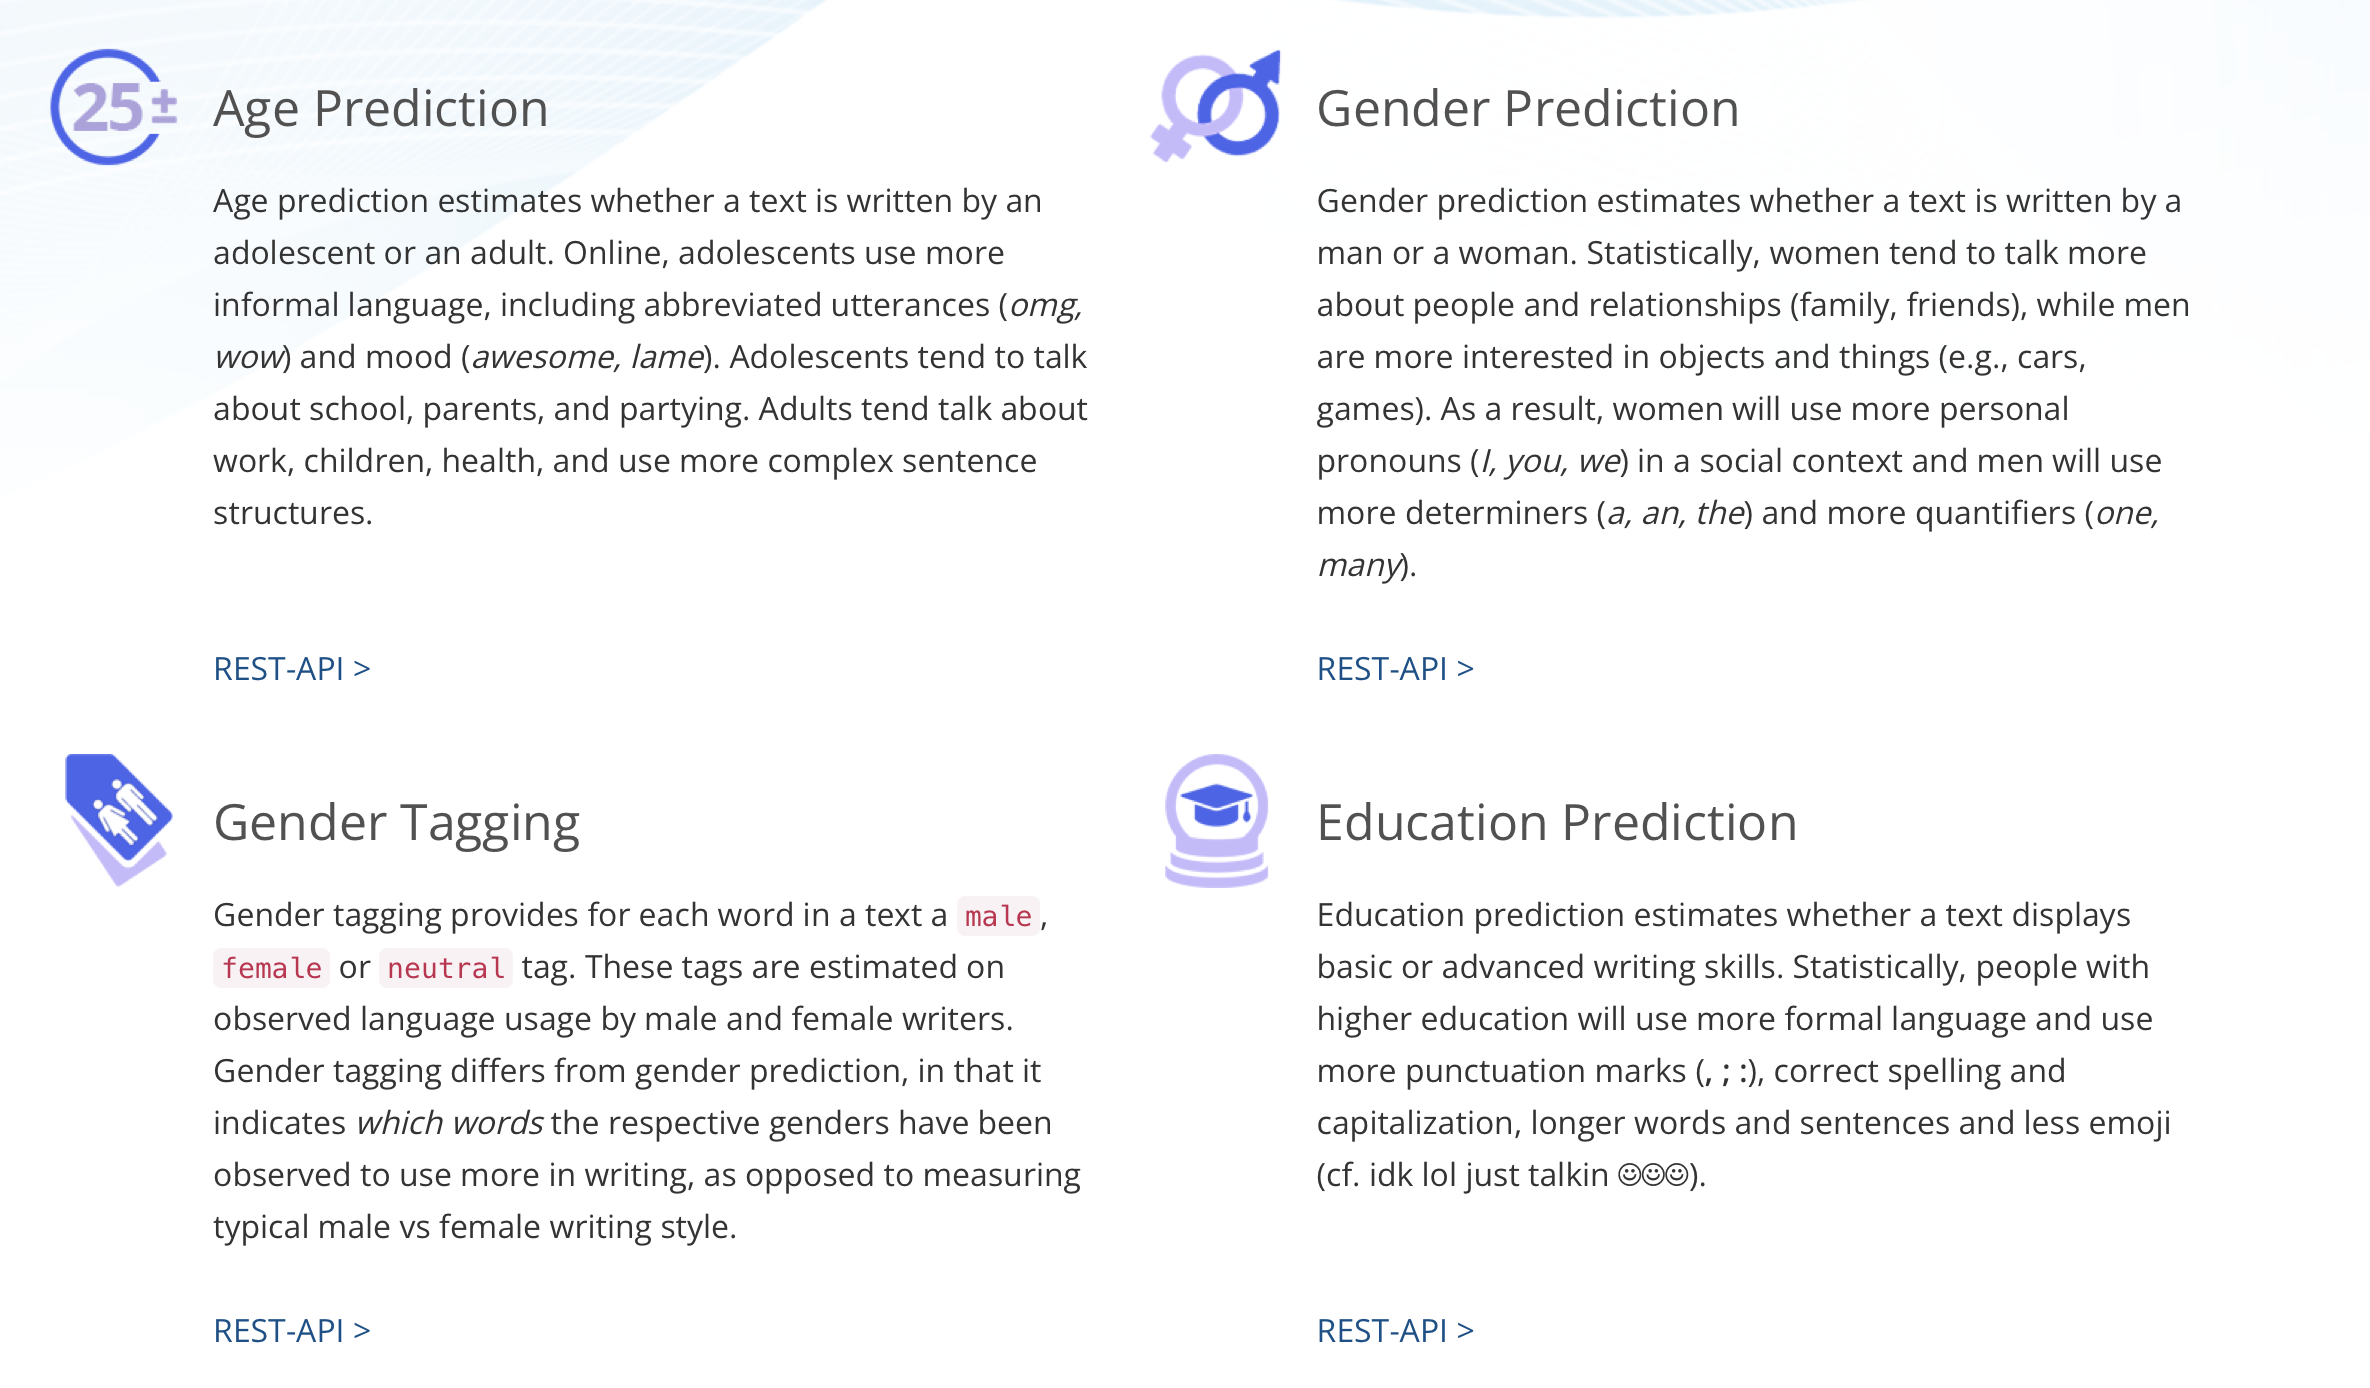 25±
Age Prediction
Age prediction estimates whether a text is written by an
adolescent or an adult. Online, adolescents use more
informal language, including abbreviated utterances (omg,
wow) and mood (awesome, lame). Adolescents tend to talk
about school, parents, and partying. Adults tend talk about
work, children, health, and use more complex sentence
structures.
REST-API >
Gender Prediction
Gender prediction estimates whether a text is written by a
man or a woman. Statistically, women tend to talk more
about people and relationships (family, friends), while men
are more interested in objects and things (e.g., cars,
games). As a result, women will use more personal
pronouns (I, you, we) in a social context and men will use
more determiners (a, an, the) and more quantifiers (one,
many).
REST-API >
Gender Tagging
Gender tagging provides for each word in a text a male,
female or neutral tag. These tags are estimated on
observed language usage by male and female writers.
Gender tagging differs from gender prediction, in that it
indicates which words the respective genders have been
observed to use more in writing, as opposed to measuring
typical male vs female writing style.
REST-API >
Education Prediction
Education prediction estimates whether a text displays
basic or advanced writing skills. Statistically, people with
higher education will use more formal language and use
more punctuation marks (, ; :), correct spelling and
capitalization, longer words and sentences and less emoji
(cf. idk lol just talkin ☺☺☺).
REST-API >